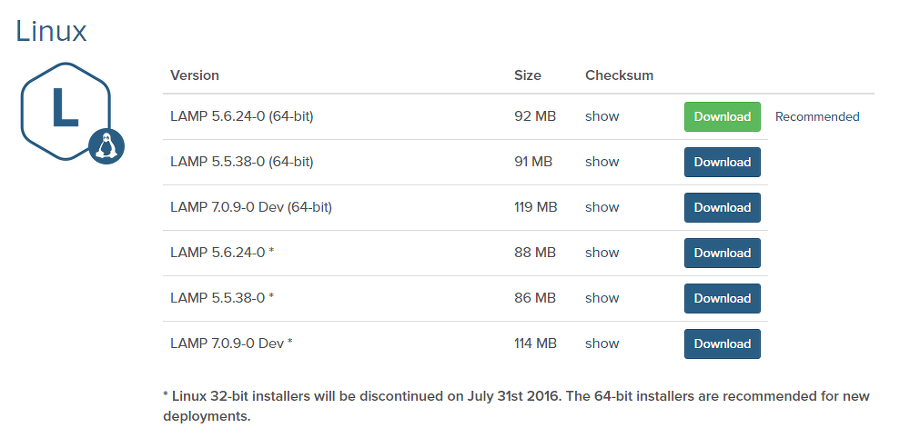 Linux
L
Version Size Checksum
LAMP 5.6.24-0 (64-bit) 92 MB show Download Recommended
LAMP 5.5.38-0 (64-bit) 91 MB show Download
LAMP 7.0.9-0 Dev (64-bit) 119 MB show Download
LAMP 5.6.24-0 * 88 MB show Download
LAMP 5.5.38-0 * 86 MB show Download
LAMP 7.0.9-0 Dev * 114 MB show Download
* Linux 32-bit installers will be discontinued on July 31st 2016. The 64-bit installers are recommended for new
deployments.